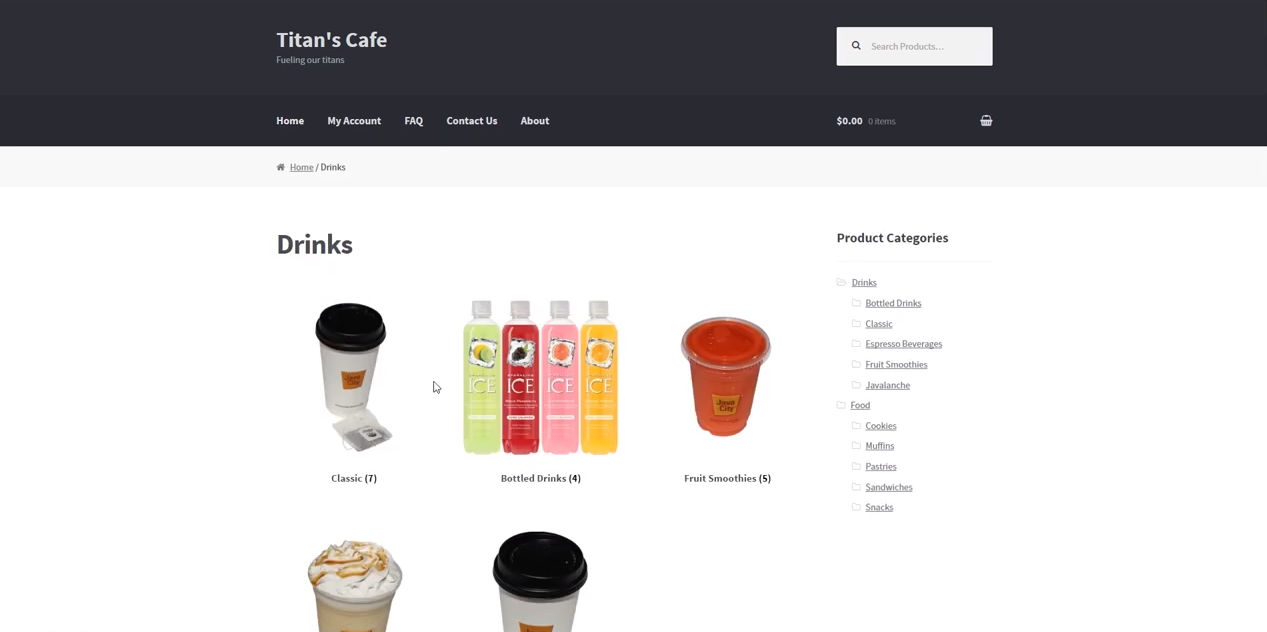 Titan's Cafe
Fueling our titans
Search Products...
Home
My Account
FAQ
Contact Us
About
$0.00 0 items
Home / Drinks
Drinks
ICE
ICE
ICE
ICE
Java City
Java City
Classic (7)
Bottled Drinks (4)
Fruit Smoothies (5)
Product Categories
Drinks
Bottled Drinks
Classic
Espresso Beverages
Fruit Smoothies
Javalanche
Food
Cookies
Muffins
Pastries
Sandwiches
Snacks